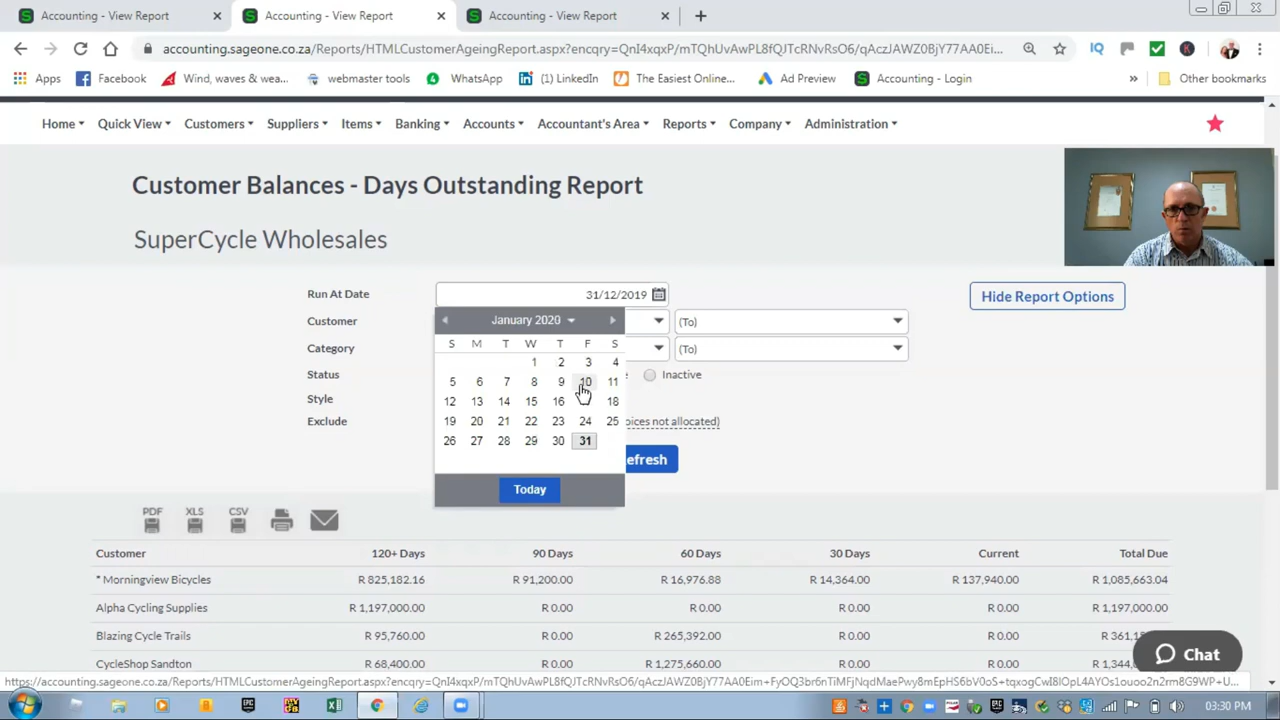 Accounting - View Report
Accounting - View Report
Accounting - View Report
accounting.sageone.co.za/Reports/HTMLCustomerAgeingReport.aspx?encqry=QnI4xqxP/mTQhUvAwPL8fQJTcRNvRsO6/qAczJAWZ0BjY77AA0Ei...
Apps Facebook Wind, waves & we... webmaster tools WhatsApp (1) LinkedIn The Easiest Online... Ad Preview Accounting - Login » Other bookmarks
Home Quick View Customers Suppliers Items Banking Accounts Accountant's Area Reports Company Administration
Customer Balances - Days Outstanding Report
SuperCycle Wholesales
Run At Date 31/12/2019 Hide Report Options
Customer (To)
January 2020
Category (To)
S M T W T F S
1 2 3 4
Status Inactive
5 6 7 8 9 10 11
Style
12 13 14 15 16 18
Exclude oices not allocated)
19 20 21 22 23 24 25
26 27 28 29 30 31
efresh
Today
PDF XLS CSV
Customer 120+ Days 90 Days 60 Days 30 Days Current Total Due
* Morningview Bicycles R 825,182.16 R 91,200.00 R 16,976.88 R 14,364.00 R 137,940.00 R 1,085,663.04
Alpha Cycling Supplies R 1,197,000.00 R 0.00 R 0.00 R 0.00 R 0.00 R 1,197,000.00
Blazing Cycle Trails R 95,760.00 R 0.00 R 265,392.00 R 0.00 R 0.00
CycleShop Sandton R 68,400.00 R 0.00 R 1,275,660.00 R 0.00 R 0.00
Chat
03:30 PM